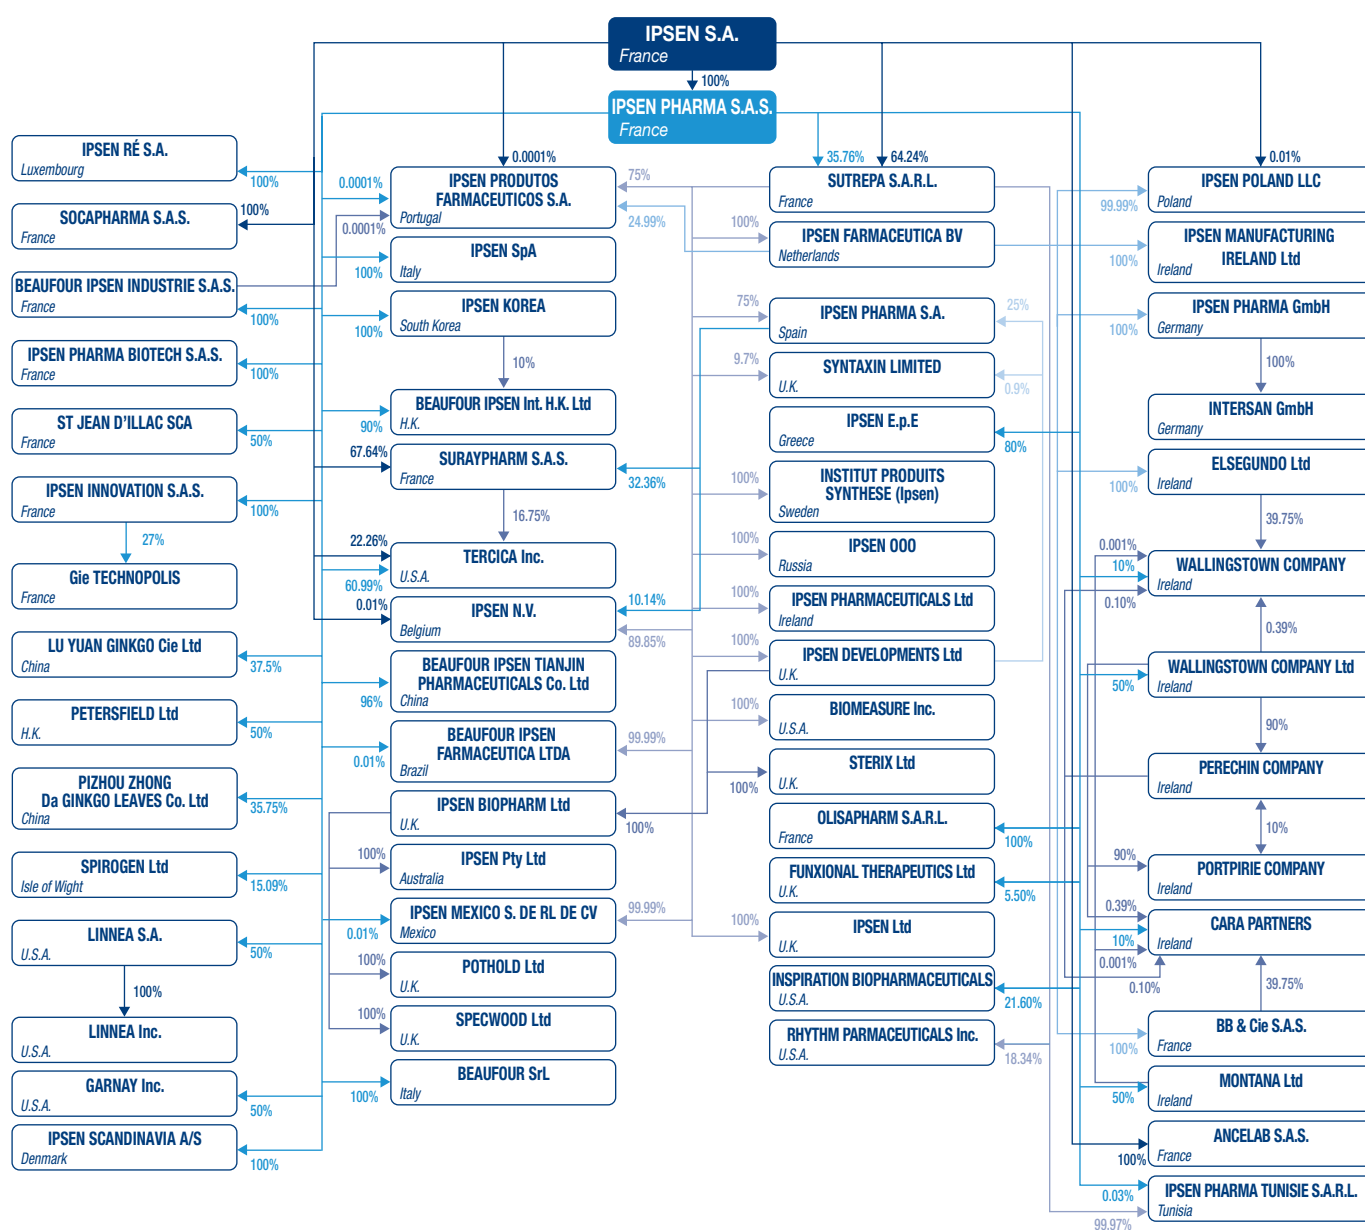 IPSEN S.A.
France
100%
IPSEN PHARMA S.A.S.
France
IPSEN RÉ S.A.
Luxembourg
100%
SOCAPHARMA S.A.S.
France
100%
BEAUFOUR IPSEN INDUSTRIE S.A.S.
France
100%
IPSEN PHARMA BIOTECH S.A.S.
France
100%
ST JEAN D'ILLAC SCA
France
50%
IPSEN INNOVATION S.A.S.
France
100%
27%
Gie TECHNOPOLIS
France
LU YUAN GINKGO Cie Ltd
China
37.5%
PETERSFIELD Ltd
H.K.
50%
PIZHOU ZHONG
Da GINKGO LEAVES Co. Ltd
China
35.75%
SPIROGEN Ltd
Isle of Wight
15.09%
LINNEA S.A.
U.S.A.
50%
100%
LINNEA Inc.
U.S.A.
GARNAY Inc.
U.S.A.
50%
IPSEN SCANDINAVIA A/S
Denmark
100%
0.0001%
0.0001%
0.0001%
IPSEN PRODUTOS
FARMACEUTICOS S.A.
Portugal
75%
24.99%
IPSEN SpA
Italy
100%
IPSEN KOREA
South Korea
100%
10%
BEAUFOUR IPSEN Int. H.K. Ltd
H.K.
90%
67.64%
SURAYPHARM S.A.S.
France
32.36%
16.75%
22.26%
TERCICA Inc.
U.S.A.
60.99%
0.01%
IPSEN N.V.
Belgium
10.14%
89.85%
BEAUFOUR IPSEN TIANJIN
PHARMACEUTICALS Co. Ltd
China
96%
BEAUFOUR IPSEN
FARMACEUTICA LTDA
Brazil
0.01%
99.99%
IPSEN BIOPHARM Ltd
U.K.
100%
100%
IPSEN Pty Ltd
Australia
IPSEN MEXICO S. DE RL DE CV
Mexico
0.01%
99.99%
100%
POTHOLD Ltd
U.K.
100%
SPECWOOD Ltd
U.K.
BEAUFOUR SrL
Italy
100%
35.76%
64.24%
SUTREPA S.A.R.L.
France
100%
IPSEN FARMACEUTICA BV
Netherlands
75%
IPSEN PHARMA S.A.
Spain
25%
9.7%
SYNTAXIN LIMITED
U.K.
0.9%
IPSEN E.p.E
Greece
80%
100%
INSTITUT PRODUITS
SYNTHESE (Ipsen)
Sweden
100%
IPSEN OOO
Russia
100%
IPSEN PHARMACEUTICALS Ltd
Ireland
100%
IPSEN DEVELOPMENTS Ltd
U.K.
100%
BIOMEASURE Inc.
U.S.A.
STERIX Ltd
U.K.
100%
OLISAPHARM S.A.R.L.
France
100%
FUNXIONAL THERAPEUTICS Ltd
U.K.
5.50%
100%
IPSEN Ltd
U.K.
INSPIRATION BIOPHARMACEUTICALS
U.S.A.
21.60%
RHYTHM PARMACEUTICALS Inc.
U.S.A.
18.34%
0.01%
IPSEN POLAND LLC
Poland
99.99%
IPSEN MANUFACTURING
IRELAND Ltd
Ireland
100%
IPSEN PHARMA GmbH
Germany
100%
100%
INTERSAN GmbH
Germany
ELSEGUNDO Ltd
Ireland
100%
39.75%
0.001%
10%
0.10%
WALLINGSTOWN COMPANY
Ireland
0.39%
WALLINGSTOWN COMPANY Ltd
Ireland
50%
90%
PERECHIN COMPANY
Ireland
10%
90%
PORTPIRIE COMPANY
Ireland
0.39%
CARA PARTNERS
Ireland
10%
0.001%
0.10%
39.75%
BB & Cie S.A.S.
France
100%
MONTANA Ltd
Ireland
50%
ANCELAB S.A.S.
France
100%
IPSEN PHARMA TUNISIE S.A.R.L.
Tunisia
0.03%
99.97%